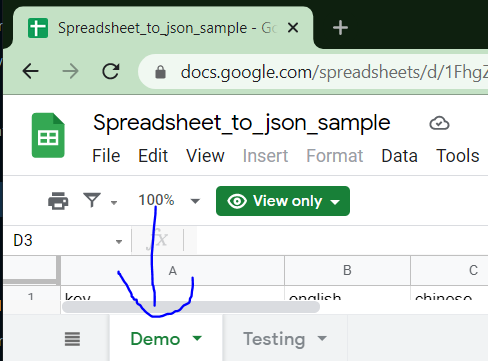 Spreadsheet_to_json_sample - Go
docs.google.com/spreadsheets/d/1FhgZ
Spreadsheet_to_json_sample
File Edit View Insert Format Data Tools
100% View only
D3 fx
A B C
1 key english chinese
Demo Testing